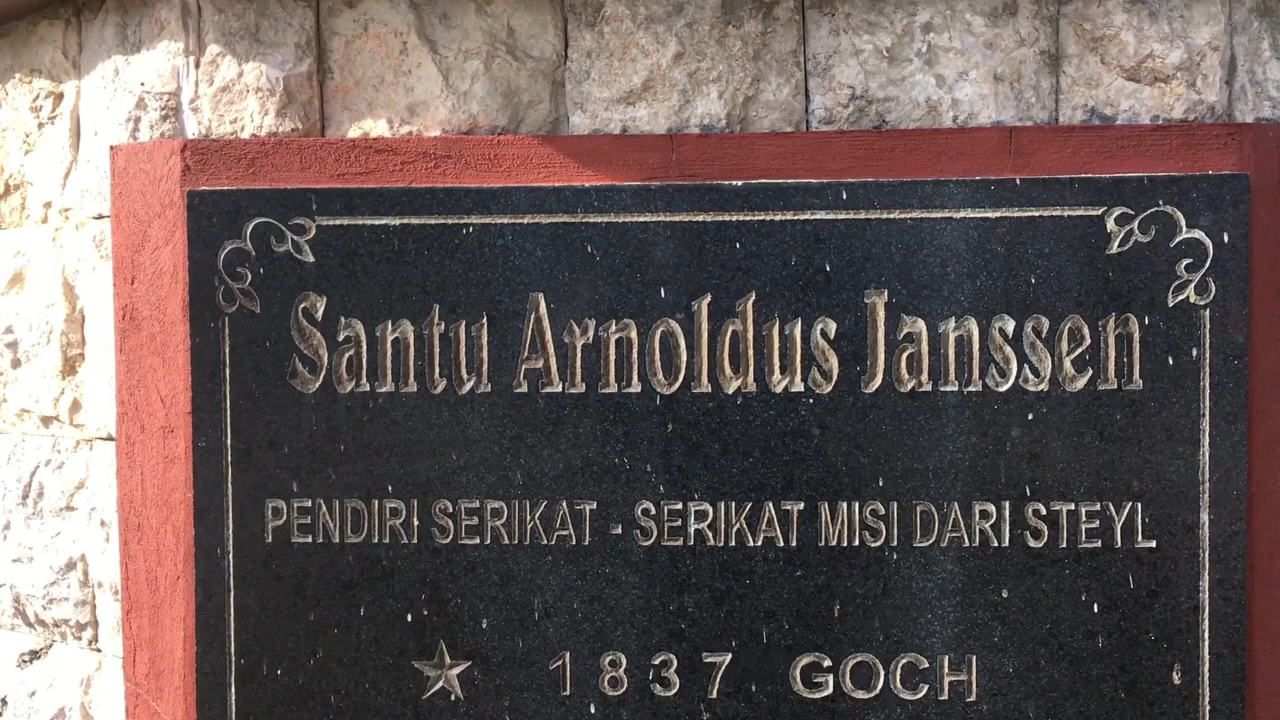 Santu Arnoldus Janssen
PENDIRI SERIKAT - SERIKAT MISI DARI STEYL
1837 GOCH